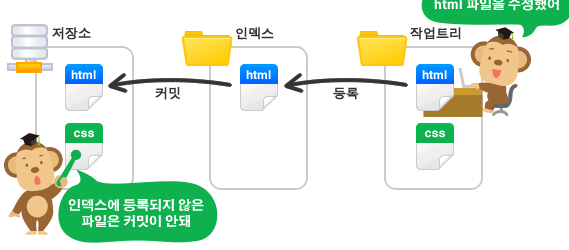 html 파일을 수정했어
저장소
인덱스
작업트리
html
html
html
커밋
등록
css
css
인덱스에 등록되지 않은
파일은 커밋이 안돼